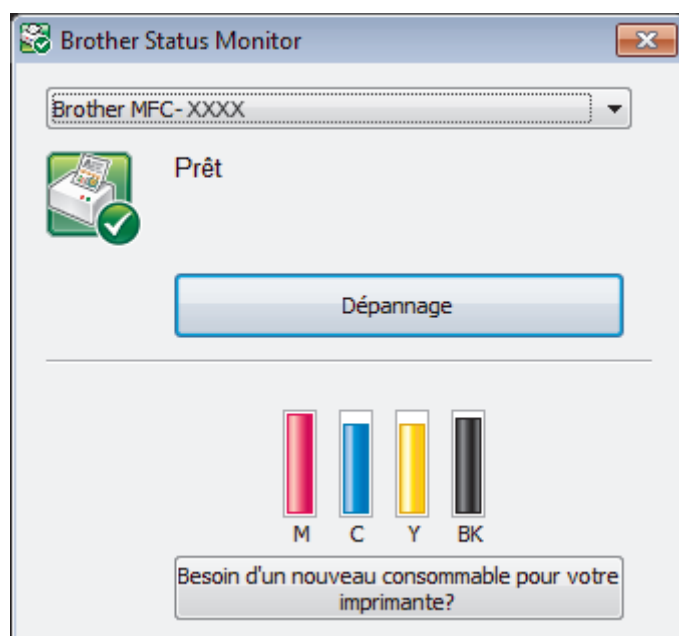 Brother Status Monitor
Brother MFC- XXXX
Prêt
Dépannage
M C Y BK
Besoin d'un nouveau consommable pour votre
imprimante?